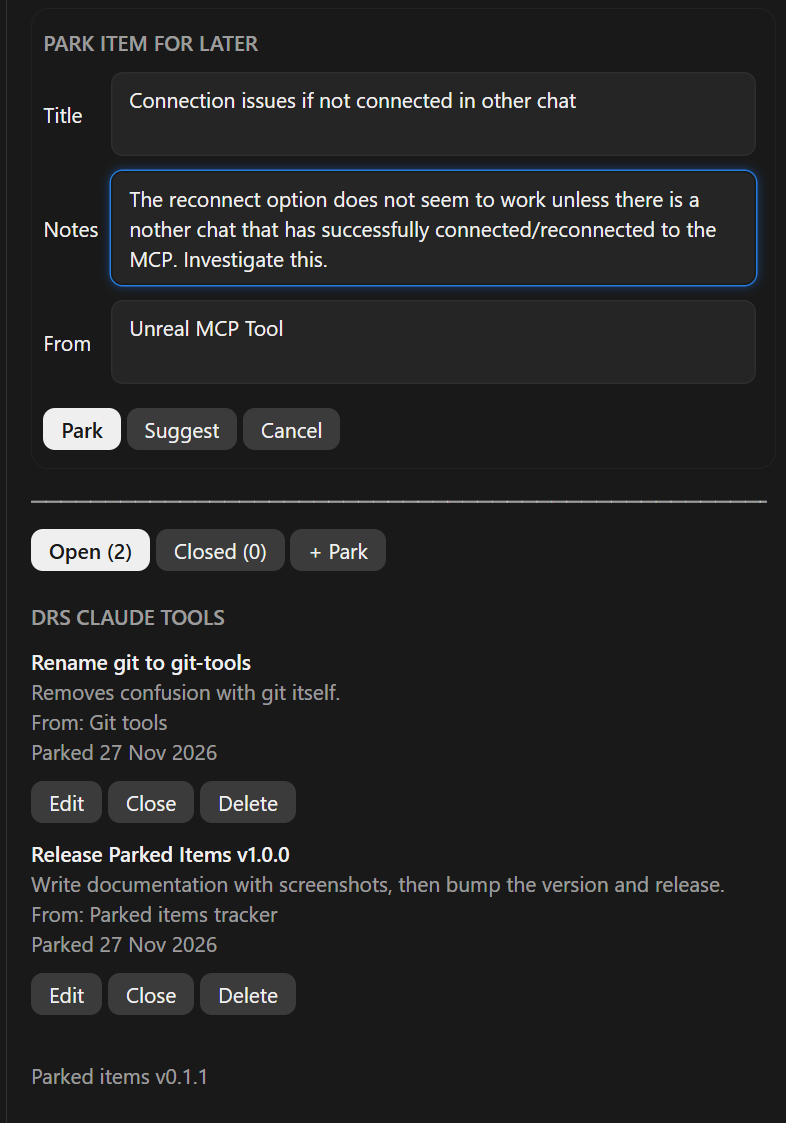 PARK ITEM FOR LATER
Title
Connection issues if not connected in other chat
Notes
The reconnect option does not seem to work unless there is a
nother chat that has successfully connected/reconnected to the
MCP. Investigate this.
From
Unreal MCP Tool
Park Suggest Cancel
Open (2) Closed (0) + Park
DRS CLAUDE TOOLS
Rename git to git-tools
Removes confusion with git itself.
From: Git tools
Parked 27 Nov 2026
Edit Close Delete
Release Parked Items v1.0.0
Write documentation with screenshots, then bump the version and release.
From: Parked items tracker
Parked 27 Nov 2026
Edit Close Delete
Parked items v0.1.1